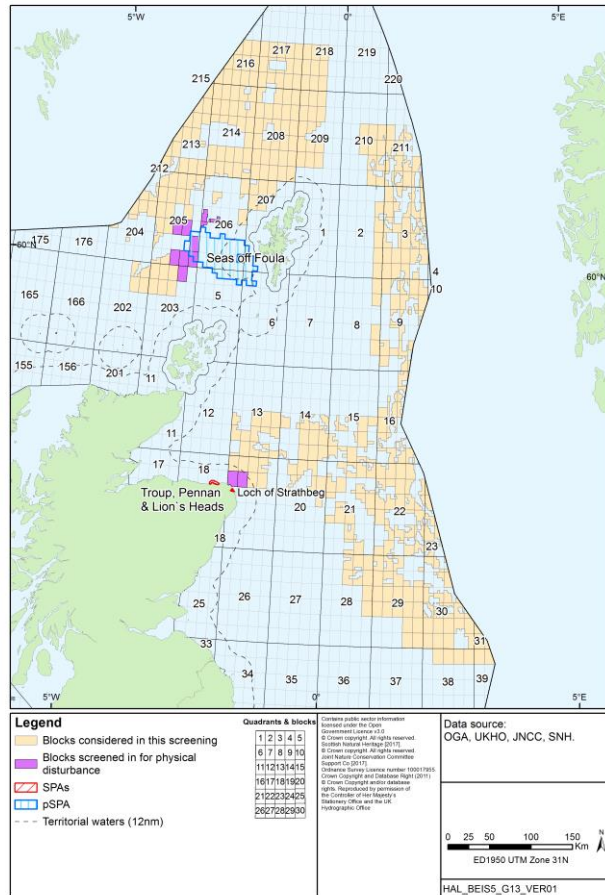 5°W
0°
5°E
217
218
219
216
215
220
214
208
209
210
211
213
212
207
205
206
204
1
2
3
60°N
175
176
Seas off Foula
4
60°N
10
165
166
202
203
5
6
7
8
9
155
156
201
11
12
13
14
15
16
11
17
18
Troup, Pennan
& Lion`s Heads
Loch of Strathbeg
20
21
22
23
18
25
26
27
28
29
30
31
33
34
35
36
37
38
39
5°W
0°
5°E
Legend
Blocks considered in this screening
Blocks screened in for physical
disturbance
SPAs
pSPA
Territorial waters (12nm)
Quadrants & blocks
1 2 3 4 5
6 7 8 9 10
11 12 13 14 15
16 17 18 19 20
21 22 23 24 25
26 27 28 29 30
Contains public sector information
licensed under the Open
Government Licence v3.0
© Crown copyright. All rights reserved.
Scottish Natural Heritage [2017].
© Crown copyright. All rights reserved.
Joint Nature Conservation Committee
Support Co [2017].
Ordnance Survey Licence number 100017955
Crown Copyright and Database Right (2011)
© Crown Copyright and/or database
rights. Reproduced by permission of
the Controller of Her Majesty's
Stationery Office and the UK
Hydrographic Office
Data source:
OGA, UKHO, JNCC, SNH.
0 25 50 100 150
Km
N
ED1950 UTM Zone 31N
HAL_BEIS5_G13_VER01